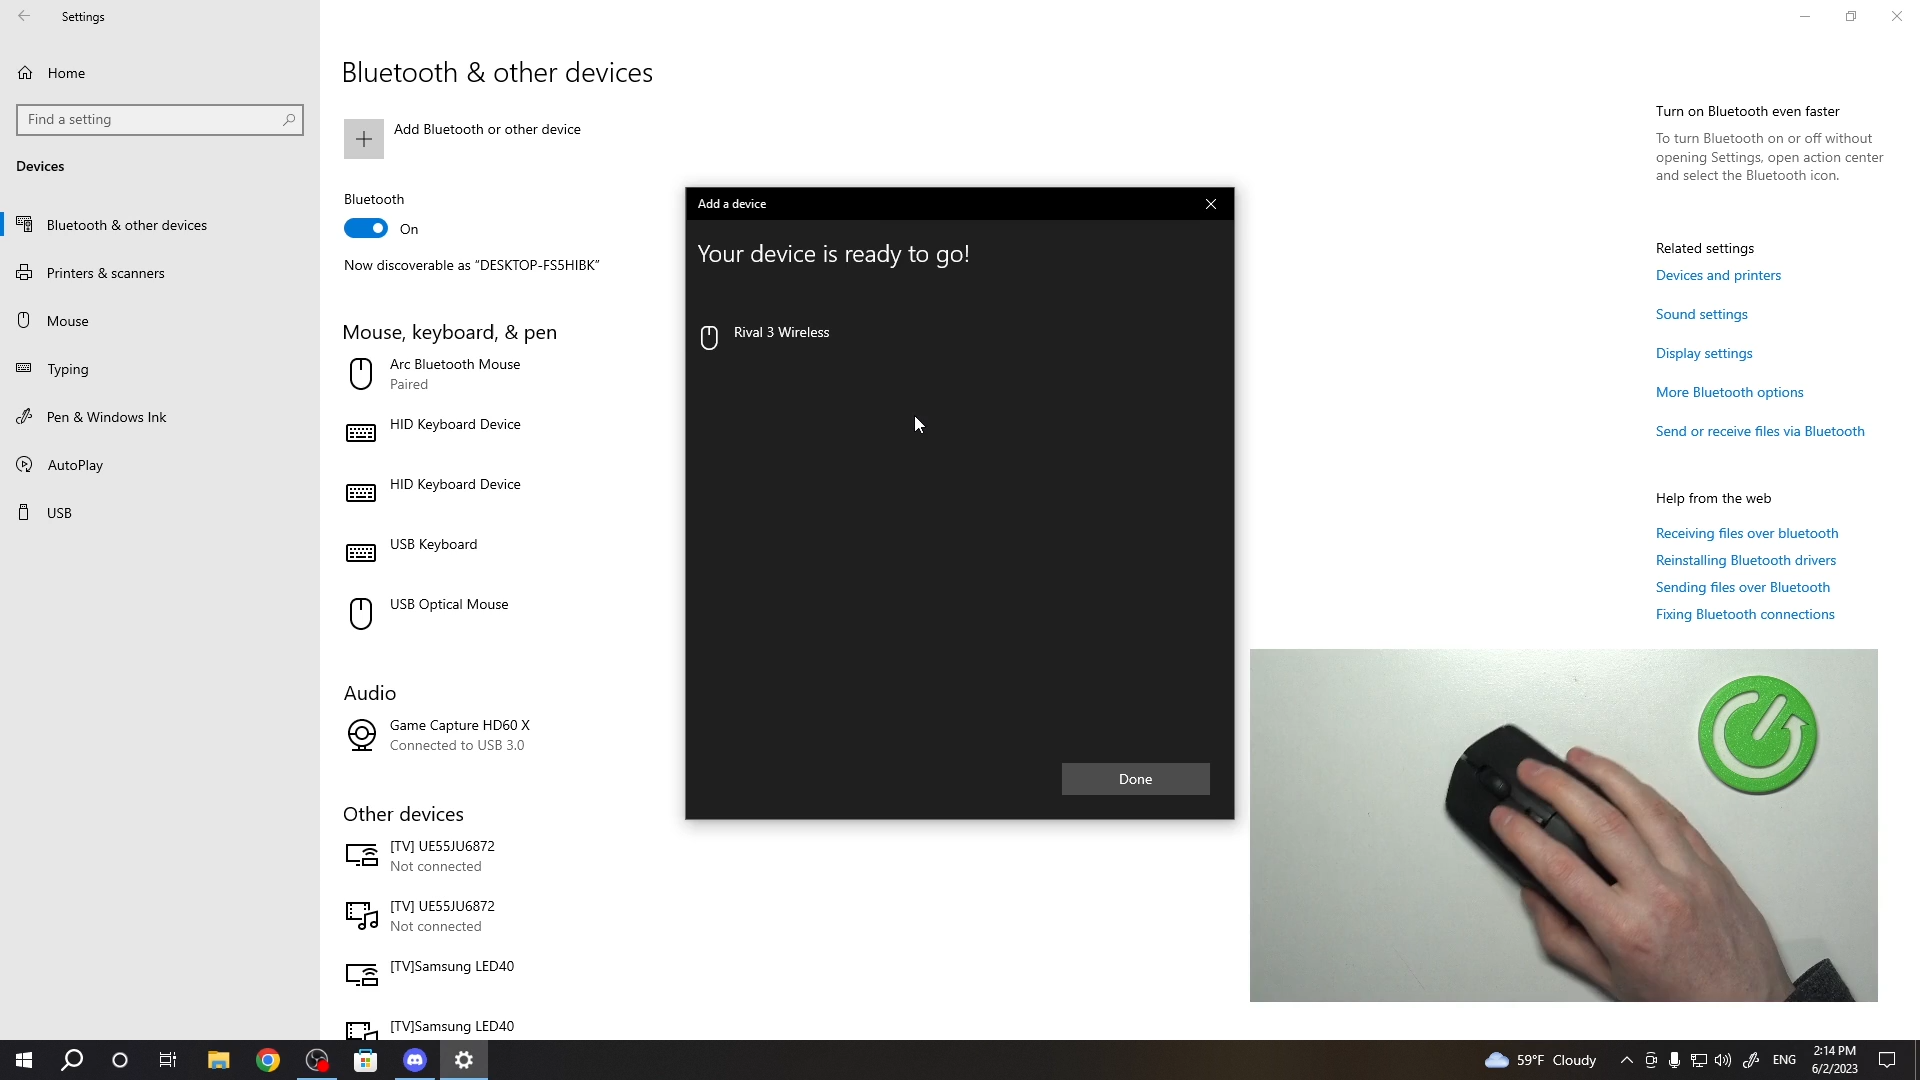 Settings
Home
Find a setting
Devices
Bluetooth & other devices
Printers & scanners
Mouse
Typing
Pen & Windows Ink
AutoPlay
USB
Bluetooth & other devices
Add Bluetooth or other device
Bluetooth
On
Now discoverable as “DESKTOP-FS5HIBK”
Mouse, keyboard, & pen
Arc Bluetooth Mouse
Paired
HID Keyboard Device
HID Keyboard Device
USB Keyboard
USB Optical Mouse
Audio
Game Capture HD60 X
Connected to USB 3.0
Other devices
[TV] UE55JU6872
Not connected
[TV] UE55JU6872
Not connected
[TV]Samsung LED40
[TV]Samsung LED40
Add a device
Your device is ready to go!
Rival 3 Wireless
Done
Turn on Bluetooth even faster
To turn Bluetooth on or off without
opening Settings, open action center
and select the Bluetooth icon.
Related settings
Devices and printers
Sound settings
Display settings
More Bluetooth options
Send or receive files via Bluetooth
Help from the web
Receiving files over bluetooth
Reinstalling Bluetooth drivers
Sending files over Bluetooth
Fixing Bluetooth connections
59°F Cloudy
ENG
2:14 PM
6/2/2023